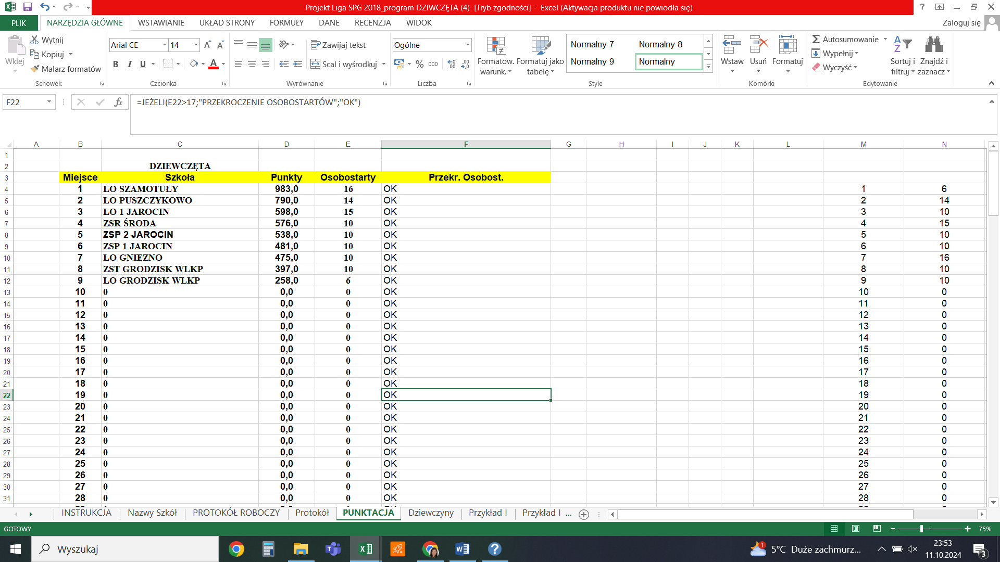 Projekt Liga SPG 2018_program DZIWCZĘTA (4) [Tryb zgodności] - Excel (Aktywacja produktu nie powiodła się)
PLIK NARZĘDZIA GŁÓWNE WSTAWIANIE UKŁAD STRONY FORMUŁY DANE RECENZJA WIDOK Zaloguj się
Wklej Wytnij Kopiuj Malarz formatów Schowek
Arial CE 14 B I U A Czcionka
Zawijaj tekst Scal i wyśrodkuj Wyrównanie
Ogólne % 000 Liczba
Formatow. warunk. Formatuj jako tabelę Normalny 7 Normalny 8 Normalny 9 Normalny Style
Wstaw Usuń Formatuj Komórki
Autosumowanie Wypełnij Wyczyść Sortuj i filtruj Znajdź i zaznacz Edytowanie
F22 fx =JEŻELI(E22>17;"PRZEKROCZENIE OSOBOSTARTÓW";"OK")
A B C D E F G H I J K L M N
1
2 DZIEWCZĘTA
3 Miejsce Szkoła Punkty Osobostarty Przekr. Osobost.
4 1 LO SZAMOTUŁY 983,0 16 OK 1 6
5 2 LO PUSZCZYKOWO 790,0 14 OK 2 14
6 3 LO 1 JAROCIN 598,0 15 OK 3 10
7 4 ZSR ŚRODA 576,0 10 OK 4 15
8 5 ZSP 2 JAROCIN 538,0 10 OK 5 10
9 6 ZSP 1 JAROCIN 481,0 10 OK 6 10
10 7 LO GNIEZNO 475,0 10 OK 7 16
11 8 ZST GRODZISK WLKP 397,0 10 OK 8 10
12 9 LO GRODZISK WLKP 258,0 6 OK 9 10
13 10 0 0,0 0 OK 10 0
14 11 0 0,0 0 OK 11 0
15 12 0 0,0 0 OK 12 0
16 13 0 0,0 0 OK 13 0
17 14 0 0,0 0 OK 14 0
18 15 0 0,0 0 OK 15 0
19 16 0 0,0 0 OK 16 0
20 17 0 0,0 0 OK 17 0
21 18 0 0,0 0 OK 18 0
22 19 0 0,0 0 OK 19 0
23 20 0 0,0 0 OK 20 0
24 21 0 0,0 0 OK 21 0
25 22 0 0,0 0 OK 22 0
26 23 0 0,0 0 OK 23 0
27 24 0 0,0 0 OK 24 0
28 25 0 0,0 0 OK 25 0
29 26 0 0,0 0 OK 26 0
30 27 0 0,0 0 OK 27 0
31 28 0 0,0 0 OK 28 0
INSTRUKCJA Nazwy Szkół PROTOKÓŁ ROBOCZY Protokół PUNKTACJA Dziewczyny Przykład I Przykład I ...
GOTOWY 75%
Wyszukaj 1 5°C Duże zachmurz... 23:53
11.10.2024 3